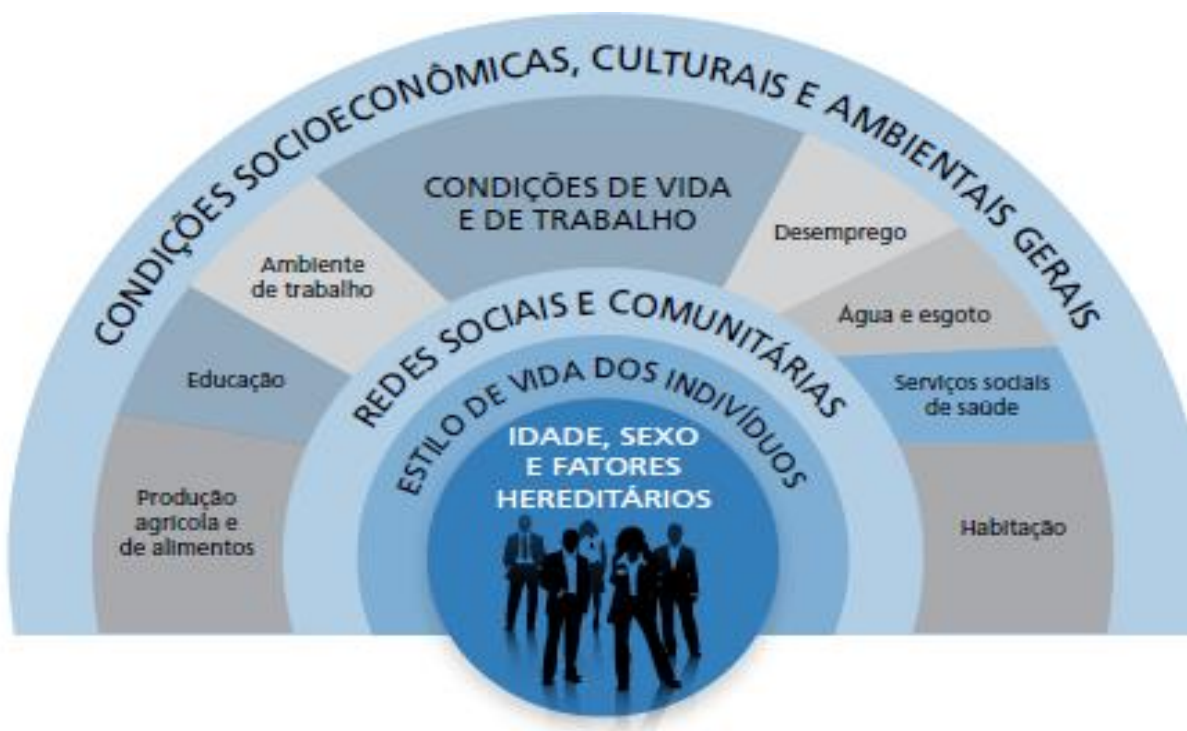 CONDIÇÕES SOCIOECONÔMICAS, CULTURAIS E AMBIENTAIS GERAIS
CONDIÇÕES DE VIDA
E DE TRABALHO
Produção
agrícola e
de alimentos
Educação
Ambiente
de trabalho
Desemprego
Água e esgoto
Serviços sociais
de saúde
Habitação
REDES SOCIAIS E COMUNITÁRIAS
ESTILO DE VIDA DOS INDIVÍDUOS
IDADE, SEXO
E FATORES
HEREDITÁRIOS